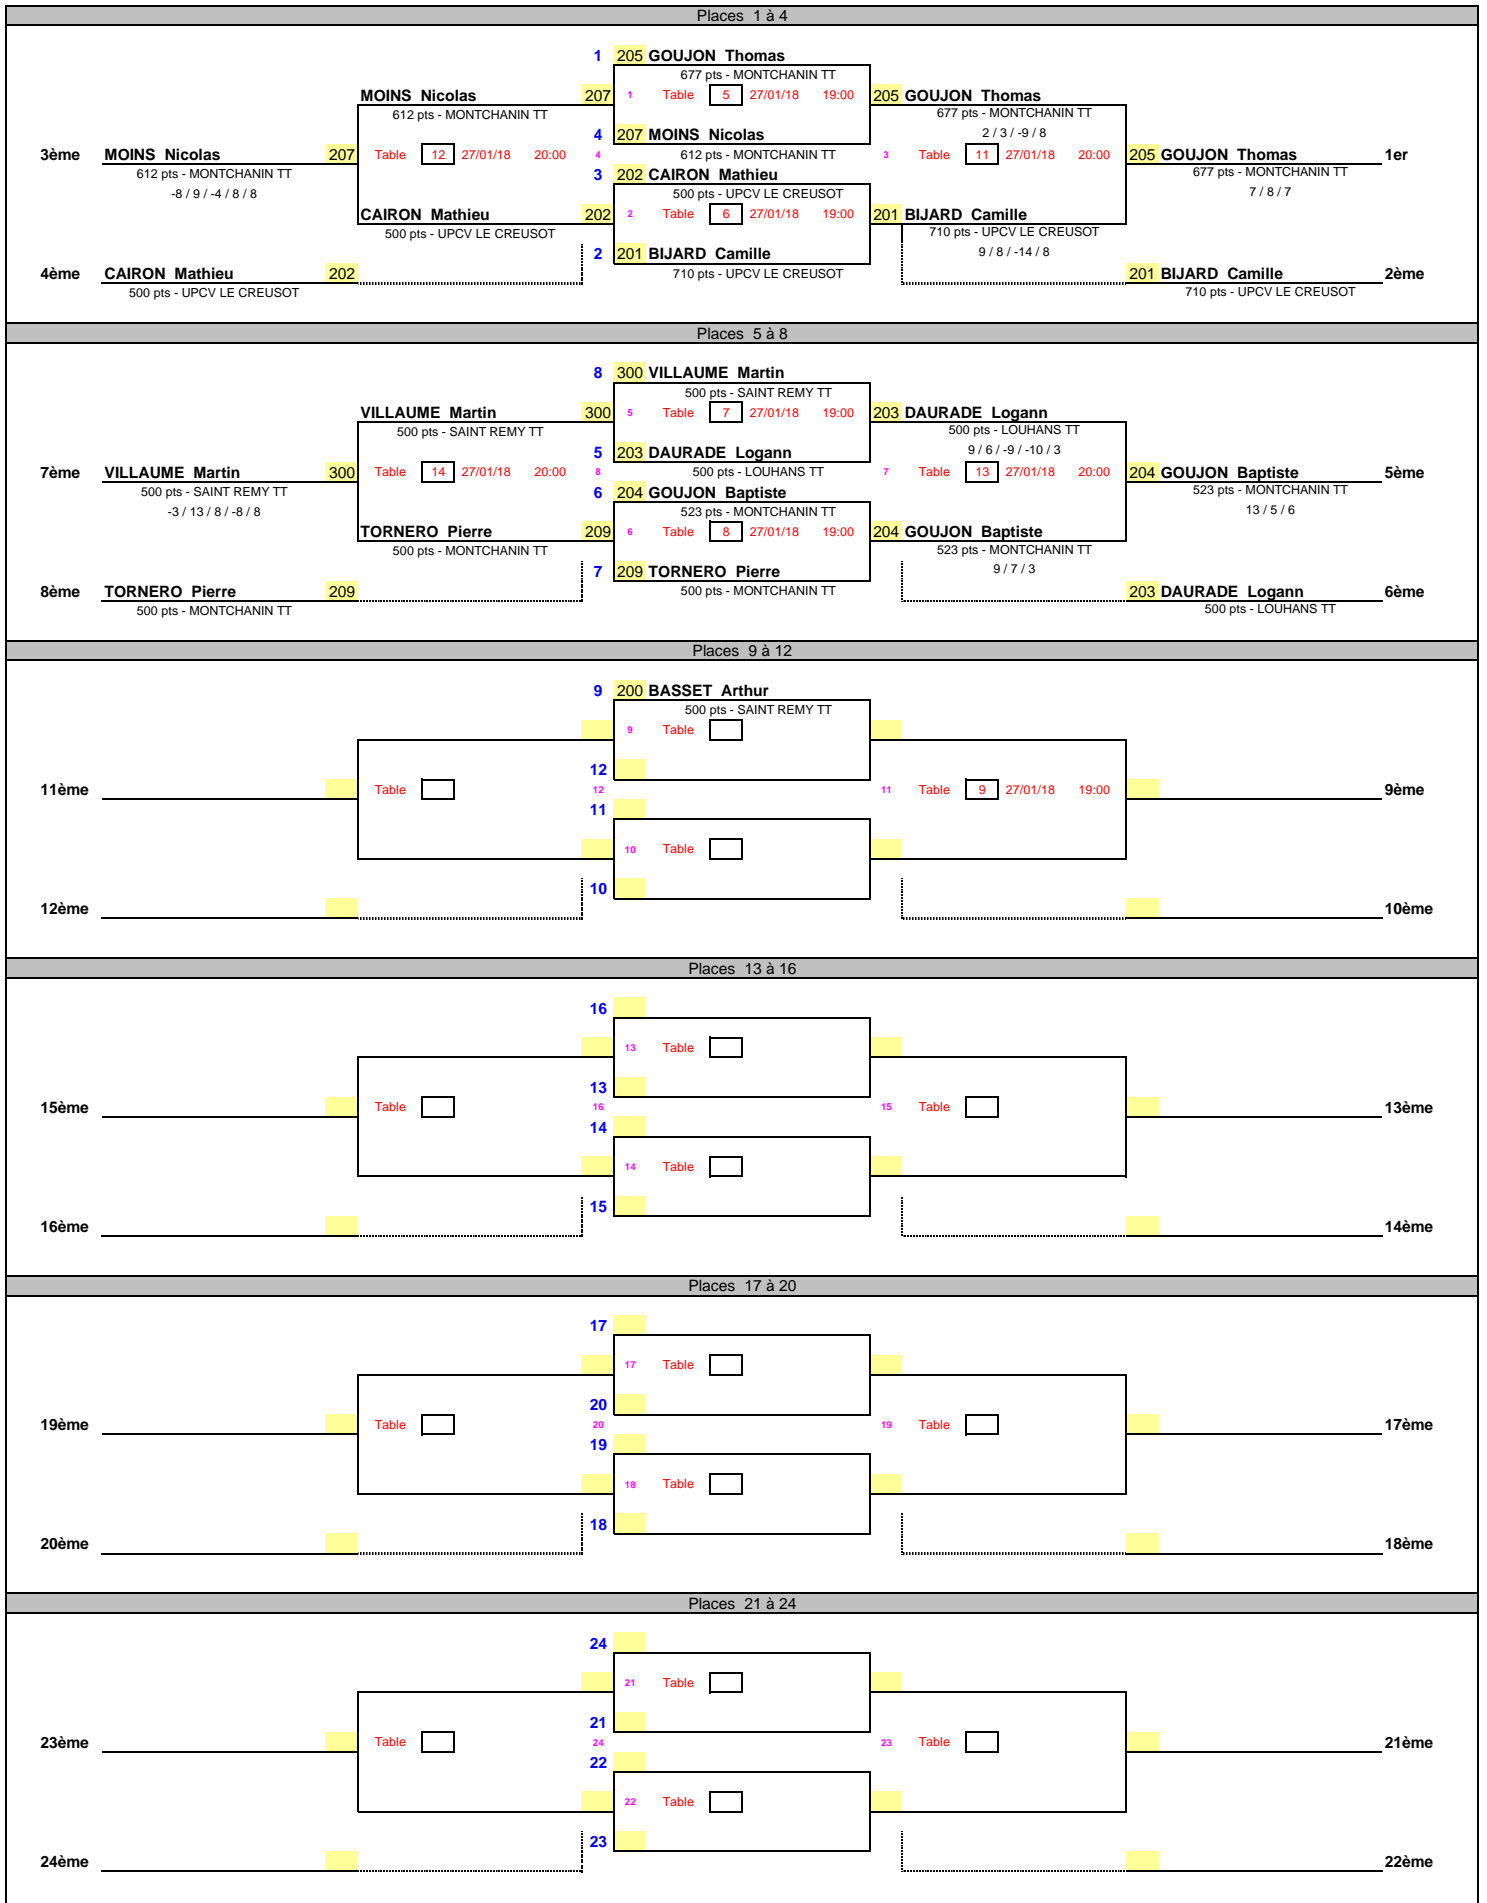 Places 1 à 4
1 205 GOUJON Thomas
677 pts - MONTCHANIN TT
MOINS Nicolas 207 1 Table 5 27/01/18 19:00 205 GOUJON Thomas
612 pts - MONTCHANIN TT 677 pts - MONTCHANIN TT
4 207 MOINS Nicolas 2 / 3 / -9 / 8
3ème MOINS Nicolas 207 Table 12 27/01/18 20:00 4 612 pts - MONTCHANIN TT 3 Table 11 27/01/18 20:00 205 GOUJON Thomas 1er
612 pts - MONTCHANIN TT 3 202 CAIRON Mathieu 677 pts - MONTCHANIN TT
-8 / 9 / -4 / 8 / 8 500 pts - UPCV LE CREUSOT 7 / 8 / 7
CAIRON Mathieu 202 2 Table 6 27/01/18 19:00 201 BIJARD Camille
500 pts - UPCV LE CREUSOT 710 pts - UPCV LE CREUSOT
2 201 BIJARD Camille 9 / 8 / -14 / 8
4ème CAIRON Mathieu 202 710 pts - UPCV LE CREUSOT 201 BIJARD Camille 2ème
500 pts - UPCV LE CREUSOT 710 pts - UPCV LE CREUSOT
Places 5 à 8
8 300 VILLAUME Martin
500 pts - SAINT REMY TT
VILLAUME Martin 300 5 Table 7 27/01/18 19:00 203 DAURADE Logann
500 pts - SAINT REMY TT 500 pts - LOUHANS TT
5 203 DAURADE Logann 9 / 6 / -9 / -10 / 3
7ème VILLAUME Martin 300 Table 14 27/01/18 20:00 8 500 pts - LOUHANS TT 7 Table 13 27/01/18 20:00 204 GOUJON Baptiste 5ème
500 pts - SAINT REMY TT 6 204 GOUJON Baptiste 523 pts - MONTCHANIN TT
-3 / 13 / 8 / -8 / 8 523 pts - MONTCHANIN TT 13 / 5 / 6
TORNERO Pierre 209 6 Table 8 27/01/18 19:00 204 GOUJON Baptiste
500 pts - MONTCHANIN TT 523 pts - MONTCHANIN TT
7 209 TORNERO Pierre 9 / 7 / 3
8ème TORNERO Pierre 209 500 pts - MONTCHANIN TT 203 DAURADE Logann 6ème
500 pts - MONTCHANIN TT 500 pts - LOUHANS TT
Places 9 à 12
9 200 BASSET Arthur
500 pts - SAINT REMY TT
9 Table
12
11ème Table 12 11 Table 9 27/01/18 19:00 9ème
11
10 Table
10
12ème 10ème
Places 13 à 16
16
13 Table
13
15ème Table 16 15 Table 13ème
14
14 Table
15
16ème 14ème
Places 17 à 20
17
17 Table
20
19ème Table 20 19 Table 17ème
19
18 Table
18
20ème 18ème
Places 21 à 24
24
21 Table
21
23ème Table 24 23 Table 21ème
22
22 Table
23
24ème 22ème